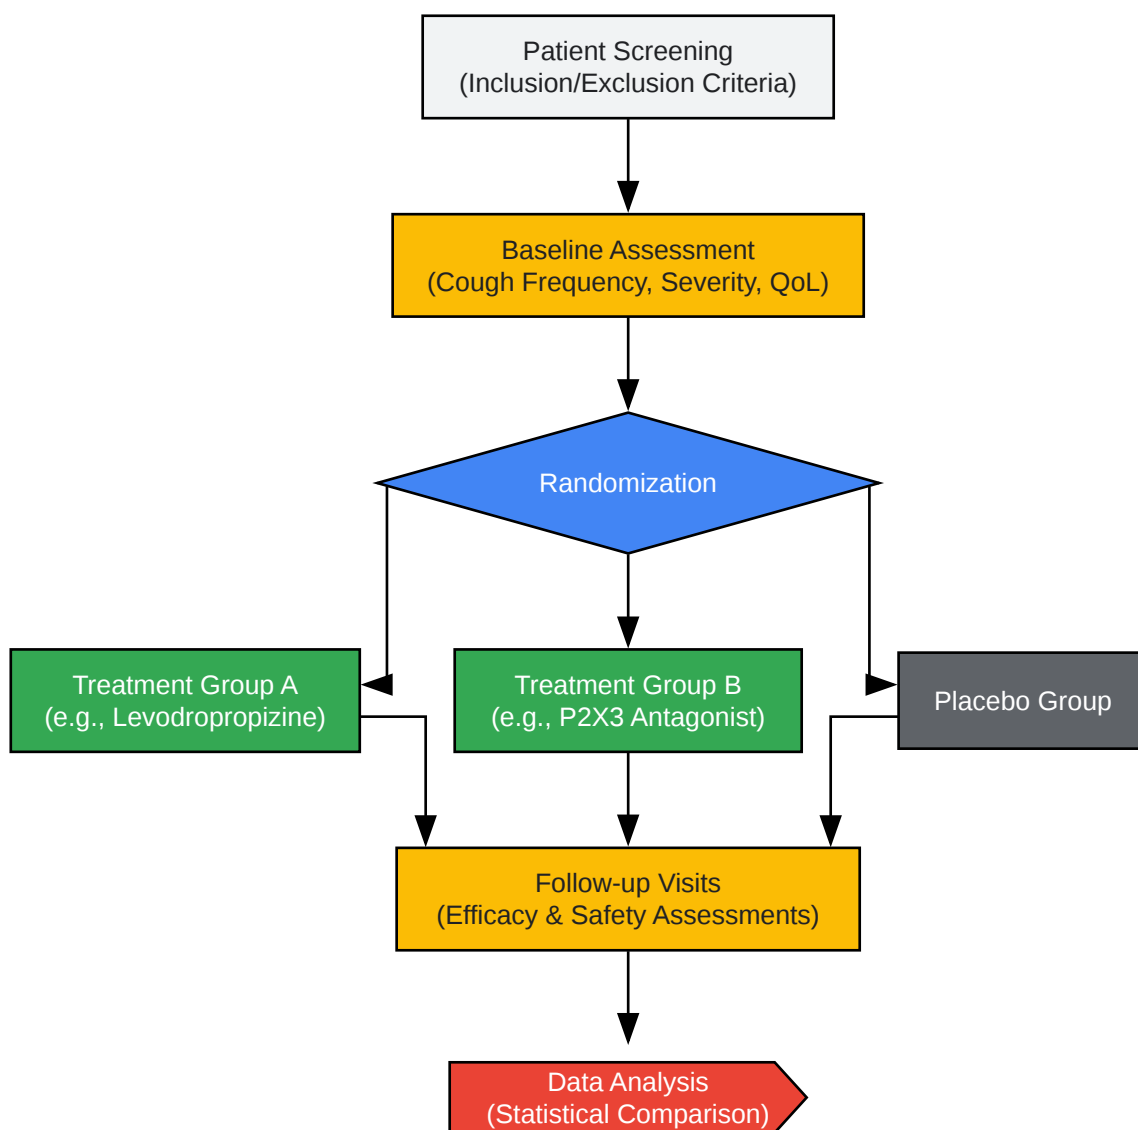 Patient Screening
(Inclusion/Exclusion Criteria)
Baseline Assessment
(Cough Frequency, Severity, QoL)
Randomization
Treatment Group A
(e.g., Levodropropizine)
Treatment Group B
(e.g., P2X3 Antagonist)
Placebo Group
Follow-up Visits
(Efficacy & Safety Assessments)
Data Analysis
(Statistical Comparison)